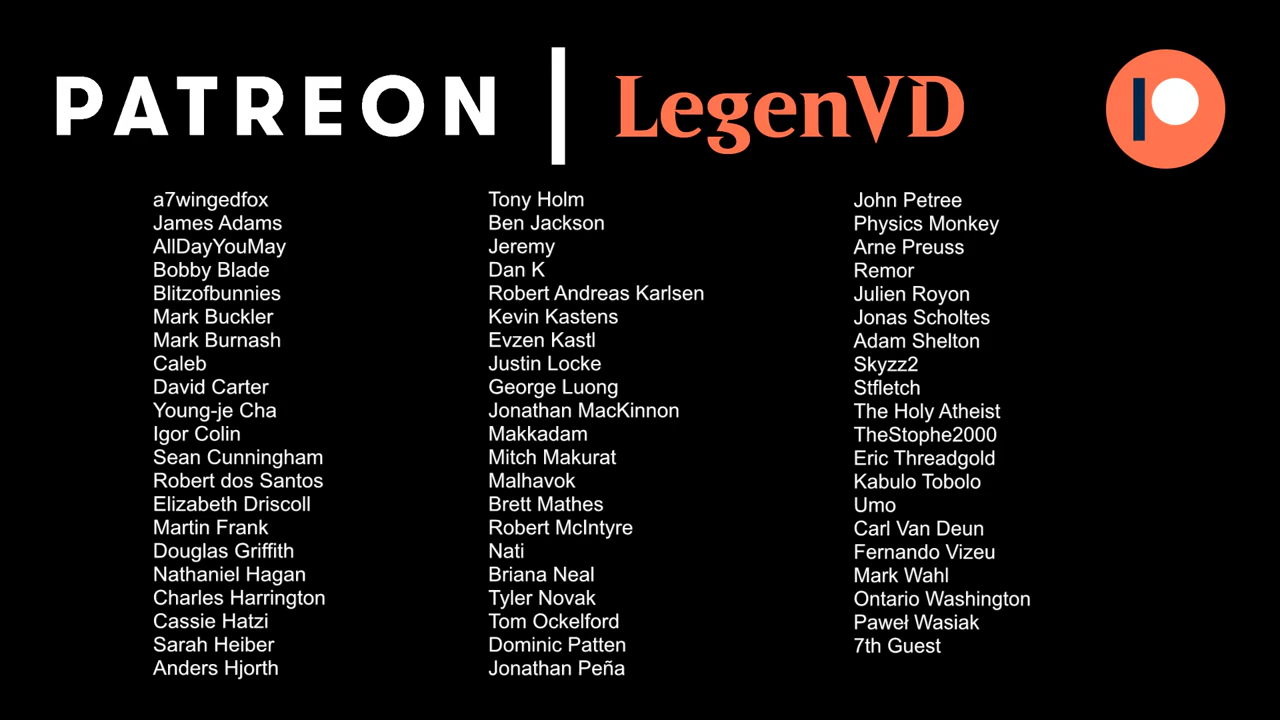 PATREON | LegenVD
a7wingedfox
James Adams
AllDayYouMay
Bobby Blade
Blitzofbunnies
Mark Buckler
Mark Burnash
Caleb
David Carter
Young-je Cha
Igor Colin
Sean Cunningham
Robert dos Santos
Elizabeth Driscoll
Martin Frank
Douglas Griffith
Nathaniel Hagan
Charles Harrington
Cassie Hatzi
Sarah Heiber
Anders Hjorth
Tony Holm
Ben Jackson
Jeremy
Dan K
Robert Andreas Karlsen
Kevin Kastens
Evzen Kastl
Justin Locke
George Luong
Jonathan MacKinnon
Makkadam
Mitch Makurat
Malhavok
Brett Mathes
Robert McIntyre
Nati
Briana Neal
Tyler Novak
Tom Ockelford
Dominic Patten
Jonathan Peña
John Petree
Physics Monkey
Arne Preuss
Remor
Julien Royon
Jonas Scholtes
Adam Shelton
Skyzz2
Stfletch
The Holy Atheist
TheStophe2000
Eric Threadgold
Kabulo Tobolo
Umo
Carl Van Deun
Fernando Vizeu
Mark Wahl
Ontario Washington
Paweł Wasiak
7th Guest